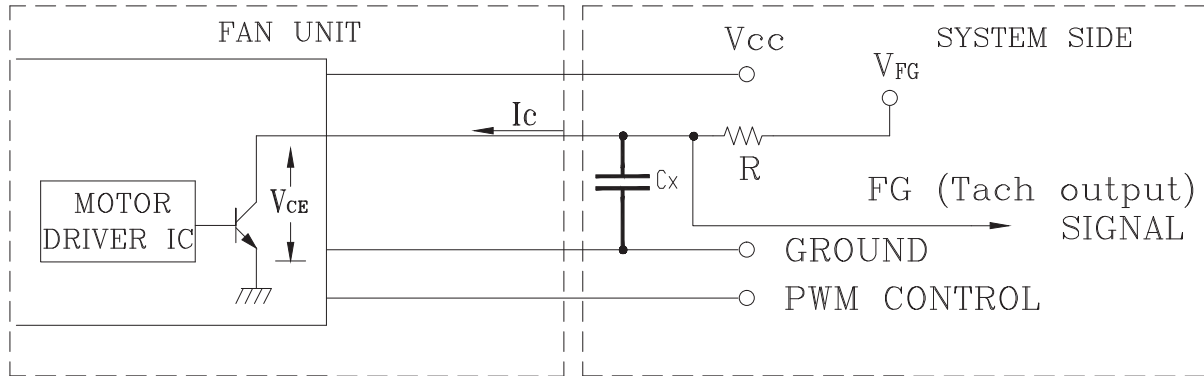 FAN UNIT
SYSTEM SIDE
Vcc
VFG
Ic
R
Cx
VCE
MOTOR
DRIVER IC
FG (Tach output)
SIGNAL
GROUND
PWM CONTROL